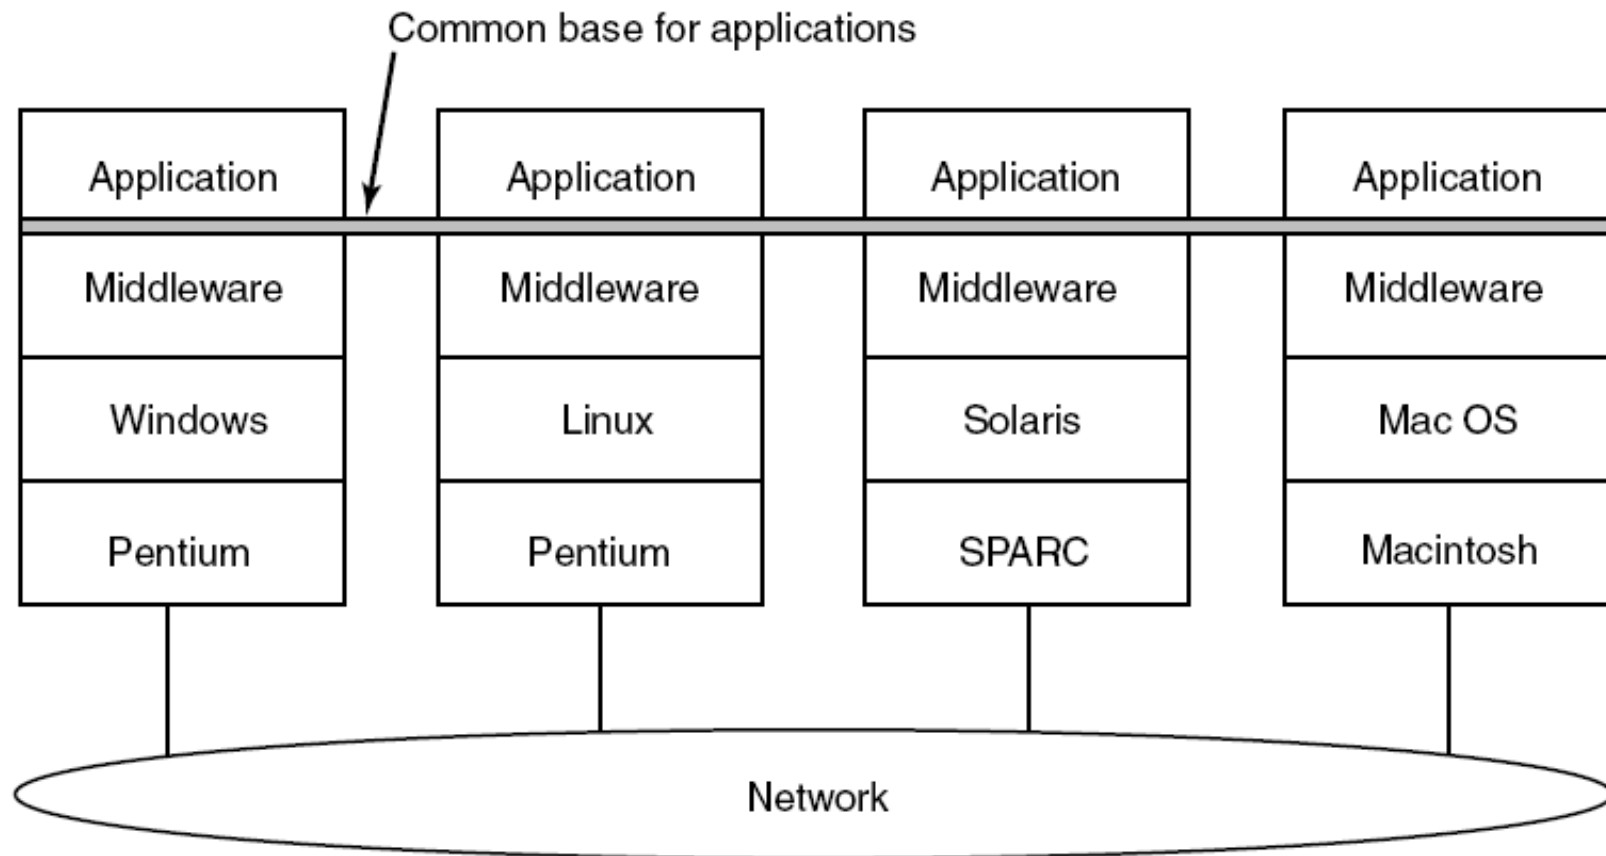 Common base for applications
Application Application Application Application
Middleware Middleware Middleware Middleware
Windows Linux Solaris Mac OS
Pentium Pentium SPARC Macintosh
Network